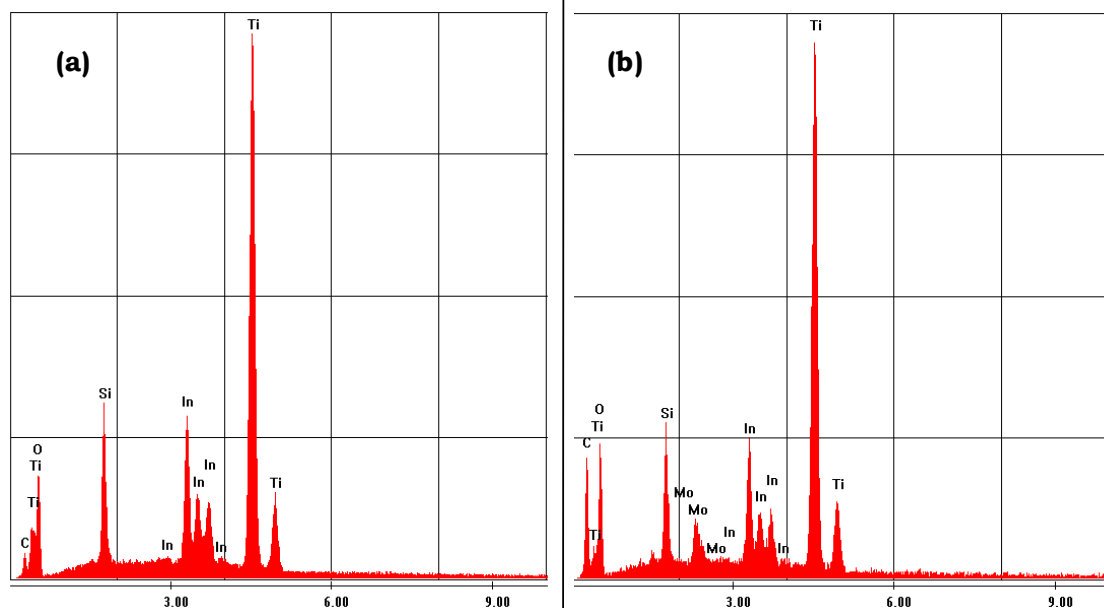 (a)
Ti
Si
In
O
Ti
In
In
Ti
Ti
C
In
In
3.00 6.00 9.00
(b)
Ti
O
Ti
C
Si
In
Mo
Mo
In
In
Ti
Ti
In
Mo
In
3.00 6.00 9.00